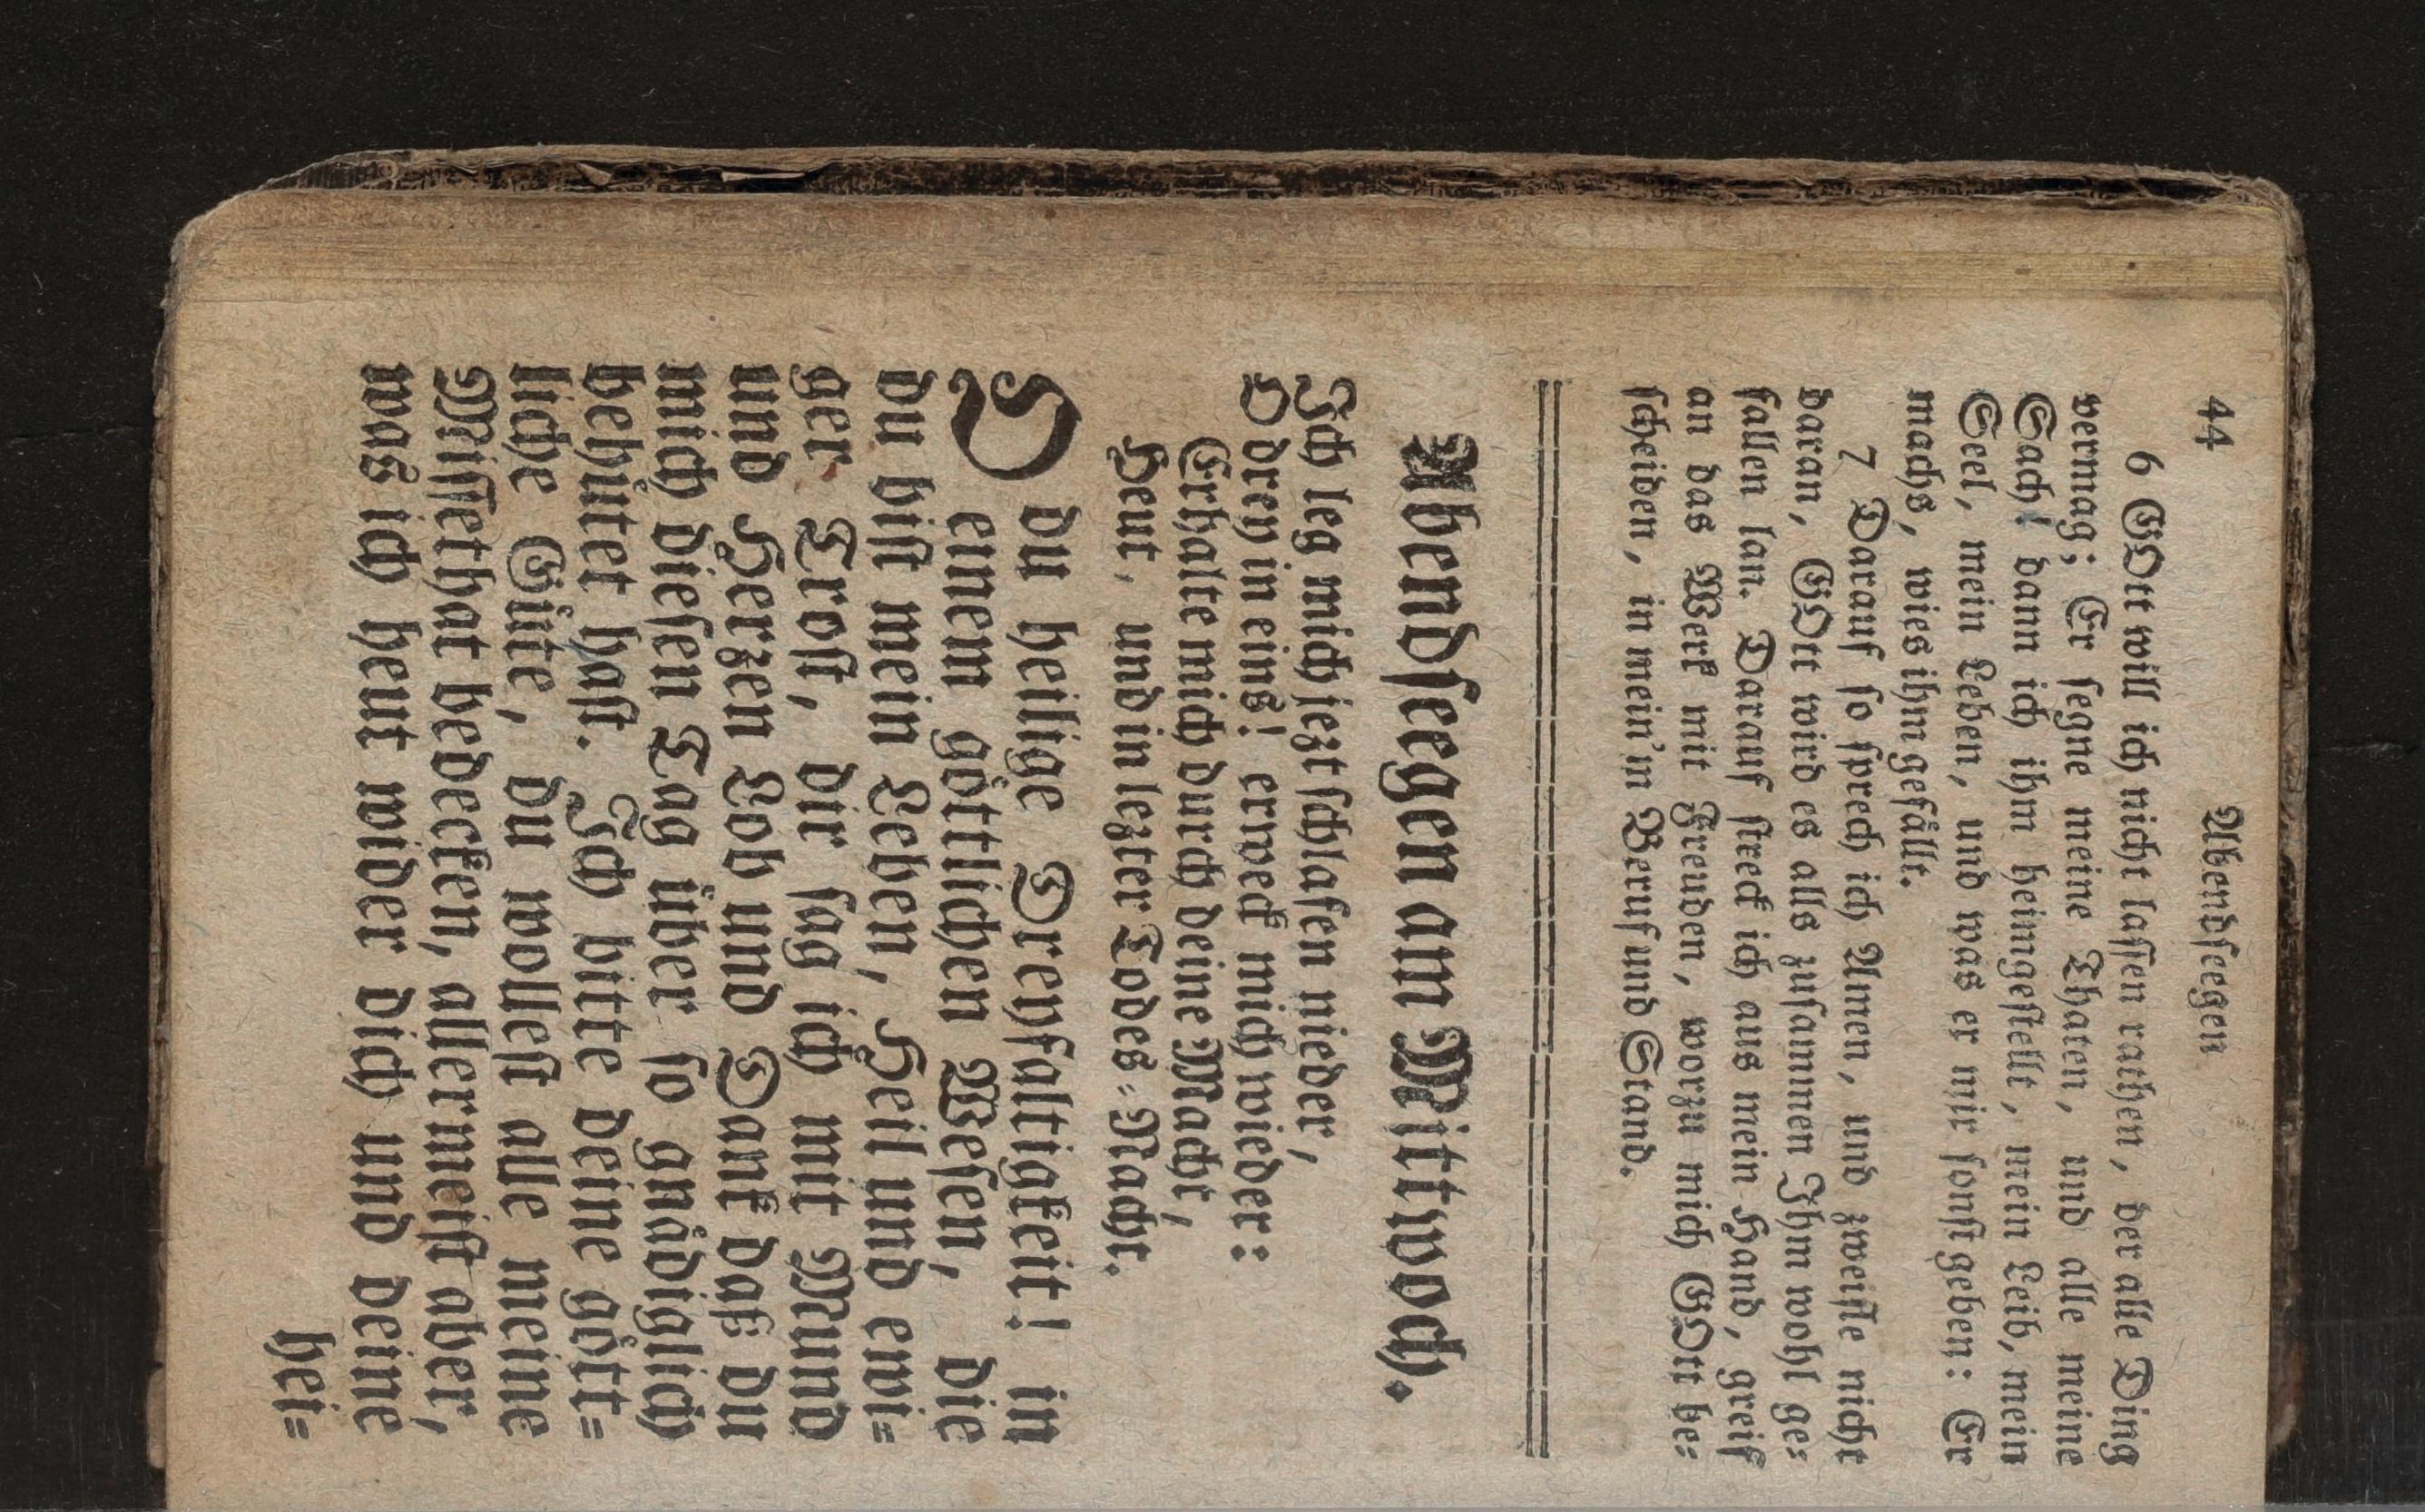 44 Abendſeegen
6 GOtt will ich nicht laſſen rathen, der alle Ding
vermag; Er ſegne meine Thaten, und alle meine
Sach! dann ich ihm heimgeſtellt, mein Leib, mein
Seel, mein Leben, und was er mir ſonſt geben: Er
machs, wies ihm gefällt.
7 Darauf ſo ſprech ich Amen, und zweifle nicht
daran, GOtt wird es alls zuſammen Ihm wohl ge=
fallen lan. Darauf ſtreck ich aus mein Hand, greif
an das Werk mit Freuden, worzu mich GOtt be=
ſcheiden, in mein'm Beruf und Stand.
Abendſeegen am Mittwoch.
Ich leg mich jezt ſchlafen nieder,
O drey in eins! erweck mich wieder:
Erhalte mich durch deine Macht,
Heut, und in lezter Todes=Nacht.
O du heilige Dreyfaltigkeit! in
einem göttlichen Weſen, die
du biſt mein Leben, Heil und ewi=
ger Troſt, dir ſag ich mit Mund
und Herzen Lob und Dank daß du
mich dieſen Tag über ſo gnädiglich
behütet haſt. Ich bitte deine gött=
liche Güte, du wolleſt alle meine
Miſſethat bedecken, allermeiſt aber,
was ich heut wider dich und deine
hei=